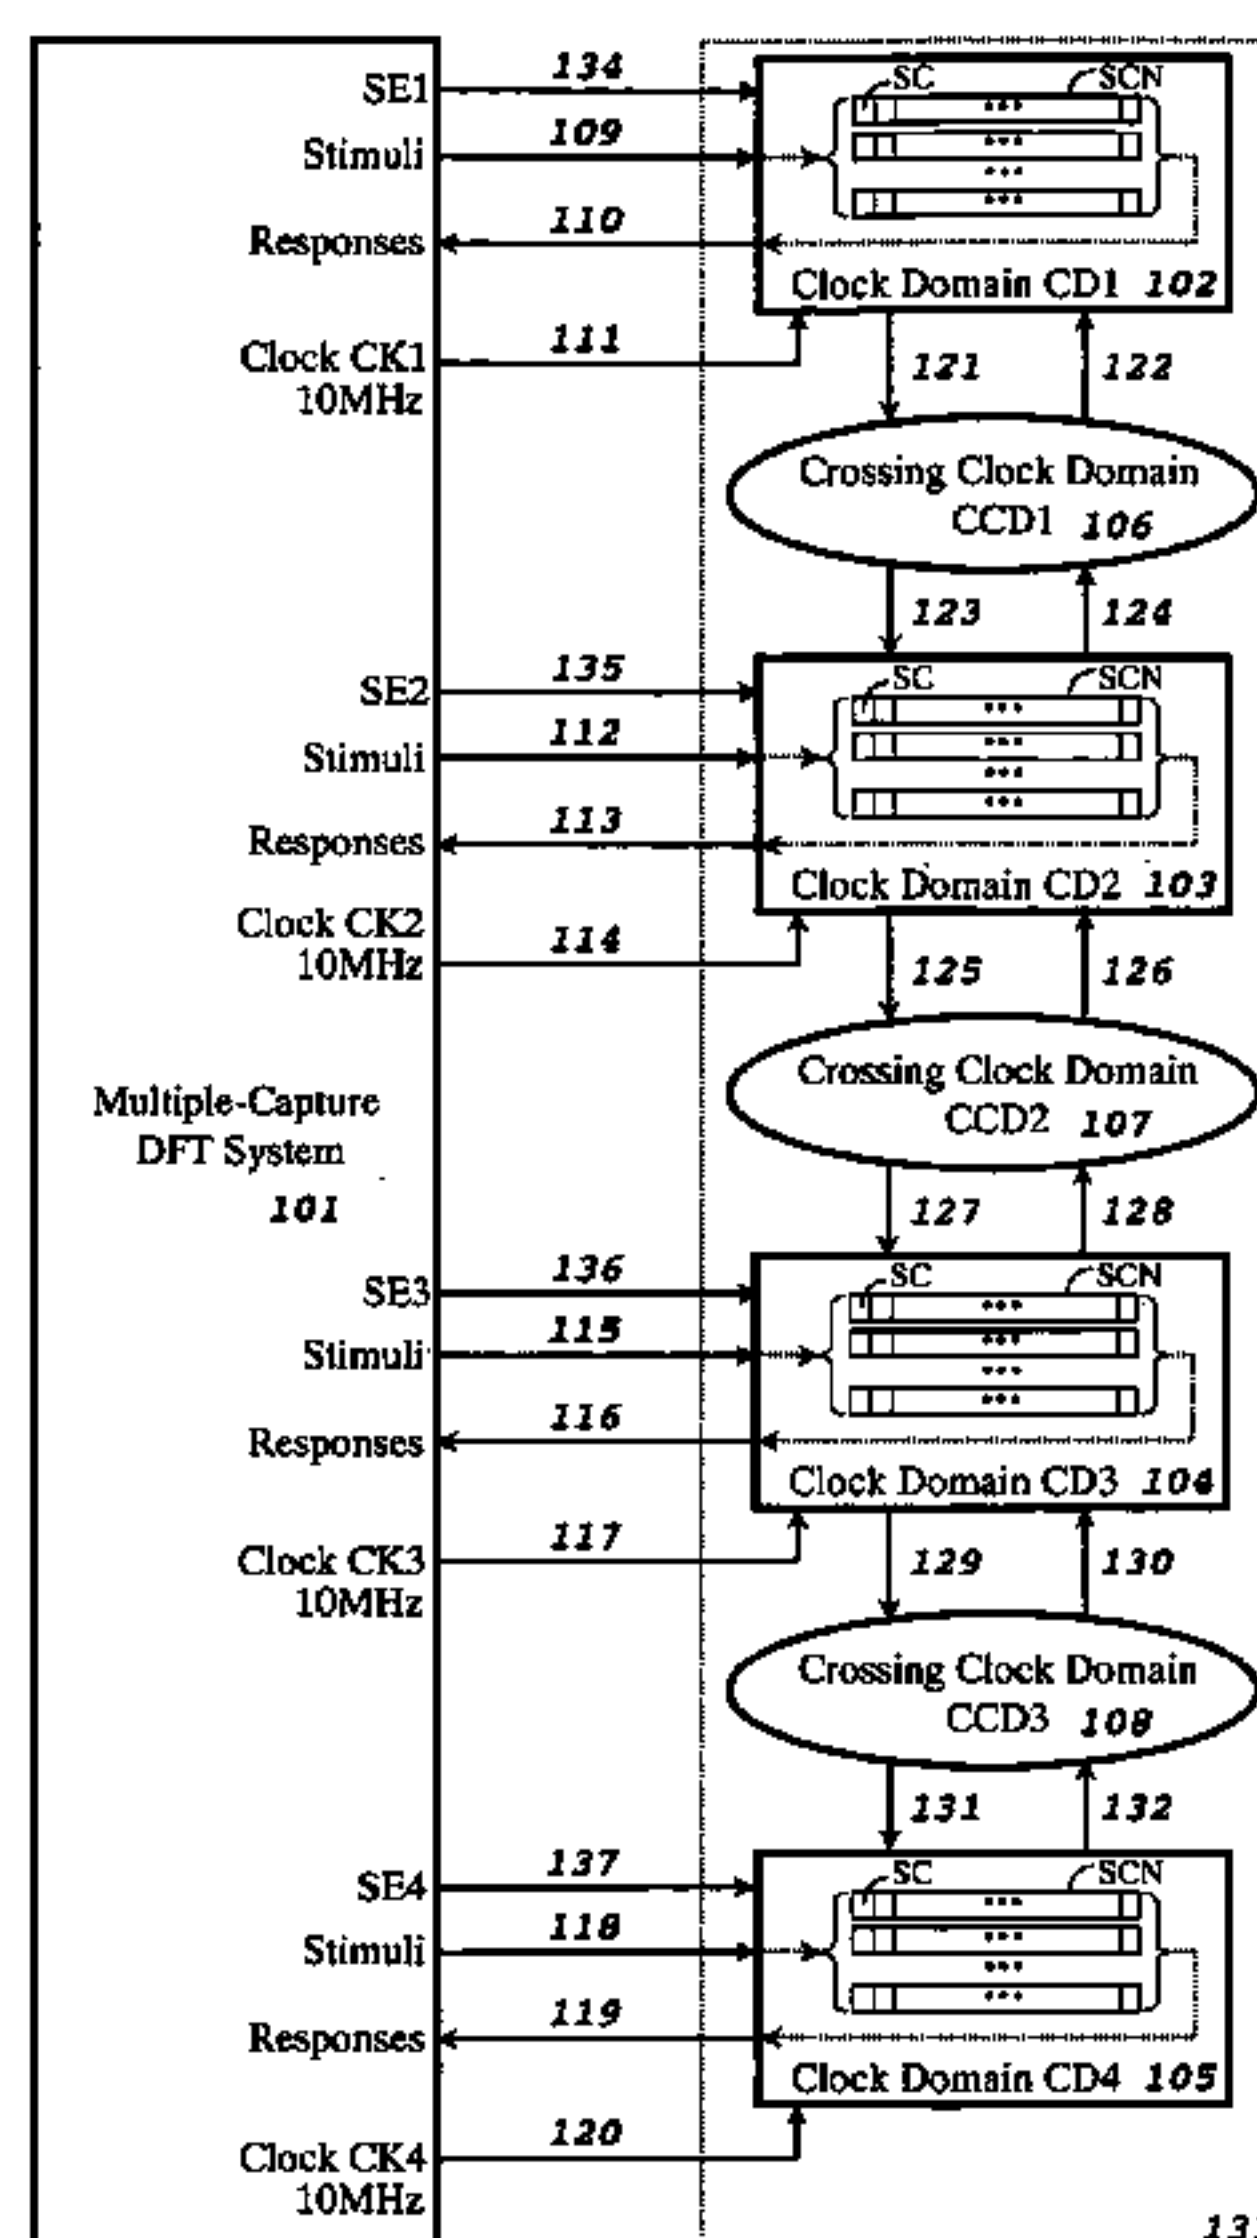 SE1 134 SC SCN
Stimuli 109
Responses 110
Clock Domain CD1 102
Clock CK1 111
10MHz
121 122
Crossing Clock Domain
CCD1 106
123 124
SE2 135 SC SCN
Stimuli 112
Responses 113
Clock Domain CD2 103
Clock CK2 114
10MHz
125 126
Crossing Clock Domain
CCD2 107
Multiple-Capture
DFT System
101
127 128
SE3 136 SC SCN
Stimuli 115
Responses 116
Clock Domain CD3 104
Clock CK3 117
10MHz
129 130
Crossing Clock Domain
CCD3 108
131 132
SE4 137 SC SCN
Stimuli 118
Responses 119
Clock Domain CD4 105
Clock CK4 120
10MHz